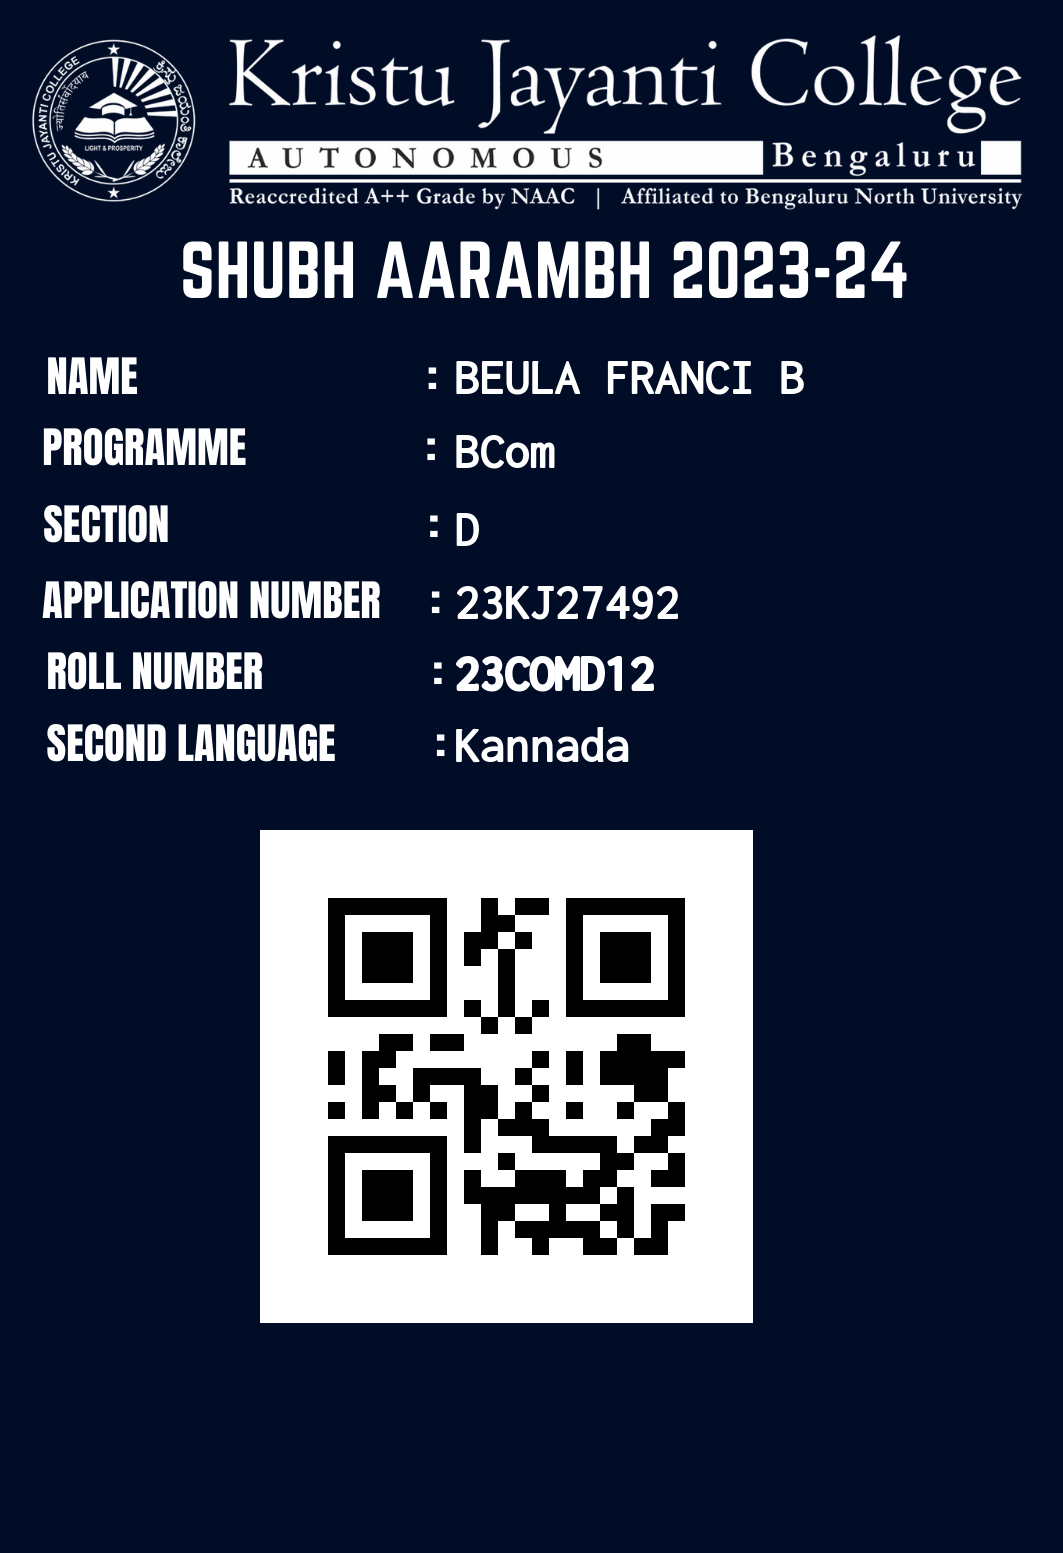 Kristu Jayanti College
AUTONOMOUS Bengaluru
Reaccredited A++ Grade by NAAC | Affiliated to Bengaluru North University
KRISTU JAYANTI COLLEGE
ಕ್ರಿಸ್ತು ಜಯಂತಿ ಕಾಲೇಜು
LIGHT & PROSPERITY
SHUBH AARAMBH 2023-24
NAME : BEULA FRANCI B
PROGRAMME : BCom
SECTION : D
APPLICATION NUMBER : 23KJ27492
ROLL NUMBER : 23COMD12
SECOND LANGUAGE :Kannada